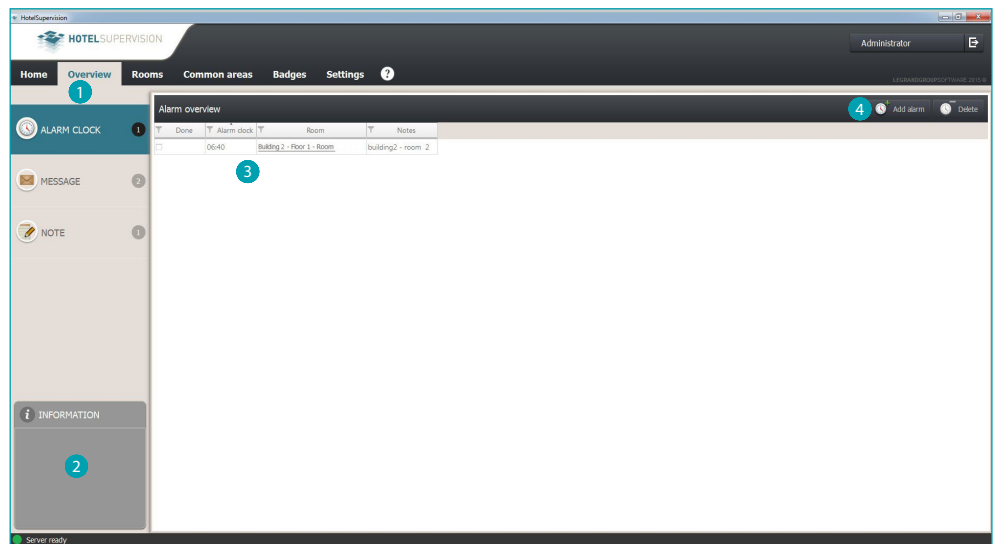 HotelSupervision
HOTELSUPERVISION
Administrator
Home Overview Rooms Common areas Badges Settings ?
LEGRANDGROUPSOFTWARE 2015 ©
1
Alarm overview
4 Add alarm Delete
ALARM CLOCK 1
Done Alarm clock Room Notes
06:40 Building 2 - Floor 1 - Room building2 - room 2
3
MESSAGE 2
NOTE 1
i INFORMATION
2
Server ready